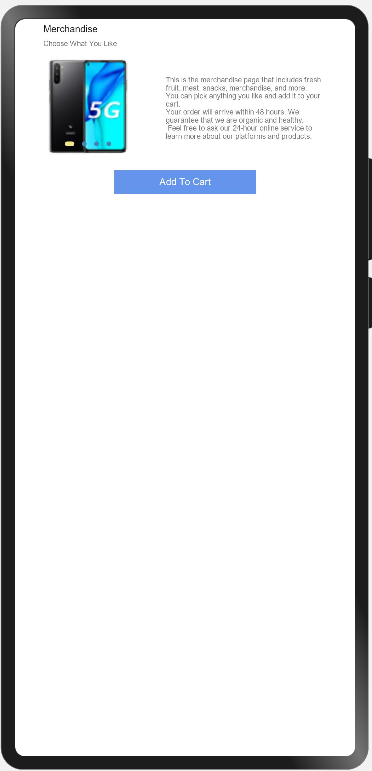 Merchandise
Choose What You Like
5G
This is the merchandise page that includes fresh
fruit, meat, snacks, merchandise, and more.
You can pick anything you like and add it to your
cart.
Your order will arrive within 48 hours. We
guarantee that we are organic and healthy.
Feel free to ask our 24-hour online service to
learn more about our platforms and products.
Add To Cart